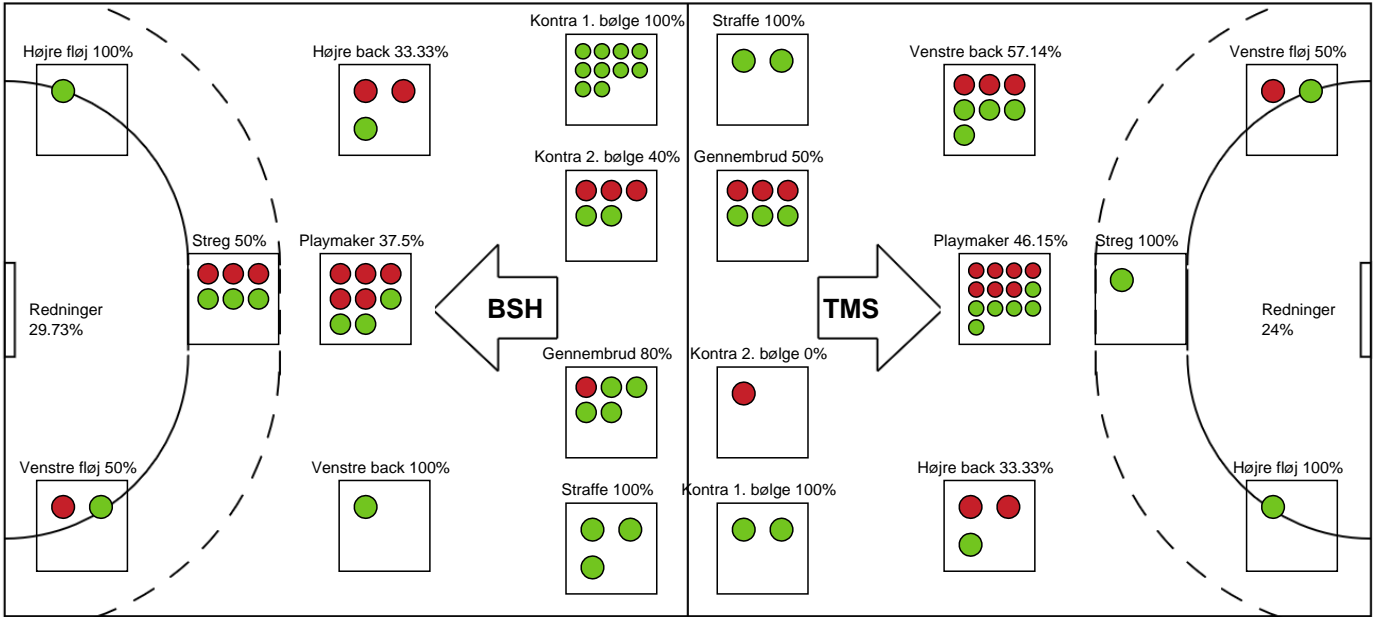 Kontra 1. bølge 100%
Straffe 100%
Højre fløj 100%
Højre back 33.33%
Venstre back 57.14%
Venstre fløj 50%
Kontra 2. bølge 40%
Gennembrud 50%
Streg 50%
Playmaker 37.5%
Playmaker 46.15%
Streg 100%
Redninger
29.73%
BSH
TMS
Redninger
24%
Gennembrud 80%
Kontra 2. bølge 0%
Venstre fløj 50%
Venstre back 100%
Straffe 100%
Kontra 1. bølge 100%
Højre back 33.33%
Højre fløj 100%